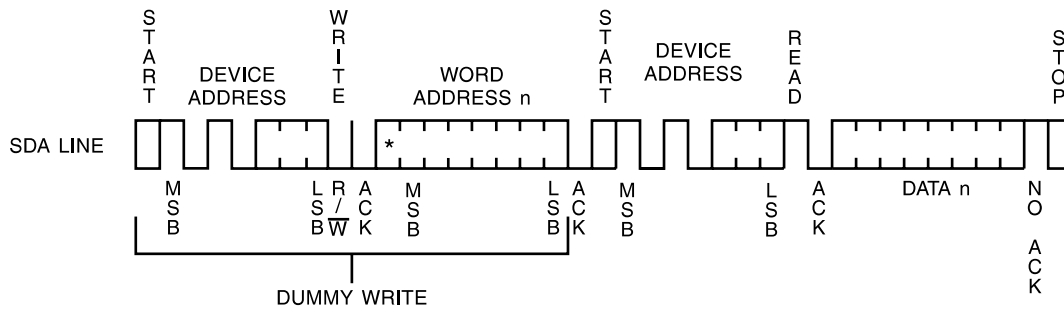 START
WRITE
START
READ
STOP
DEVICE
ADDRESS
WORD
ADDRESS n
DEVICE
ADDRESS
SDA LINE
*
MSB
LSB
R/W
ACK
MSB
LSB
ACK
MSB
LSB
ACK
DATA n
NO ACK
DUMMY WRITE